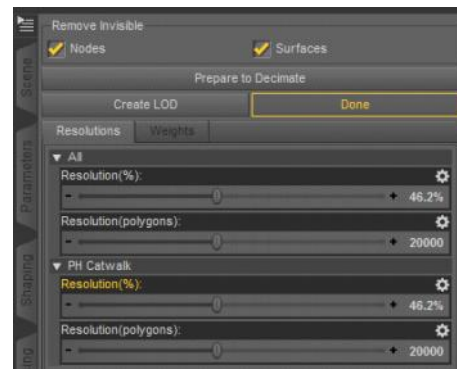 Remove Invisible
Nodes
Surfaces
Prepare to Decimate
Create LOD
Done
Resolutions
Weights
All
Resolution(%):
- + 46.2%
Resolution(polygons):
- + 20000
PH Catwalk
Resolution(%):
- + 46.2%
Resolution(polygons):
- + 20000
Scene
Parameters
Shaping